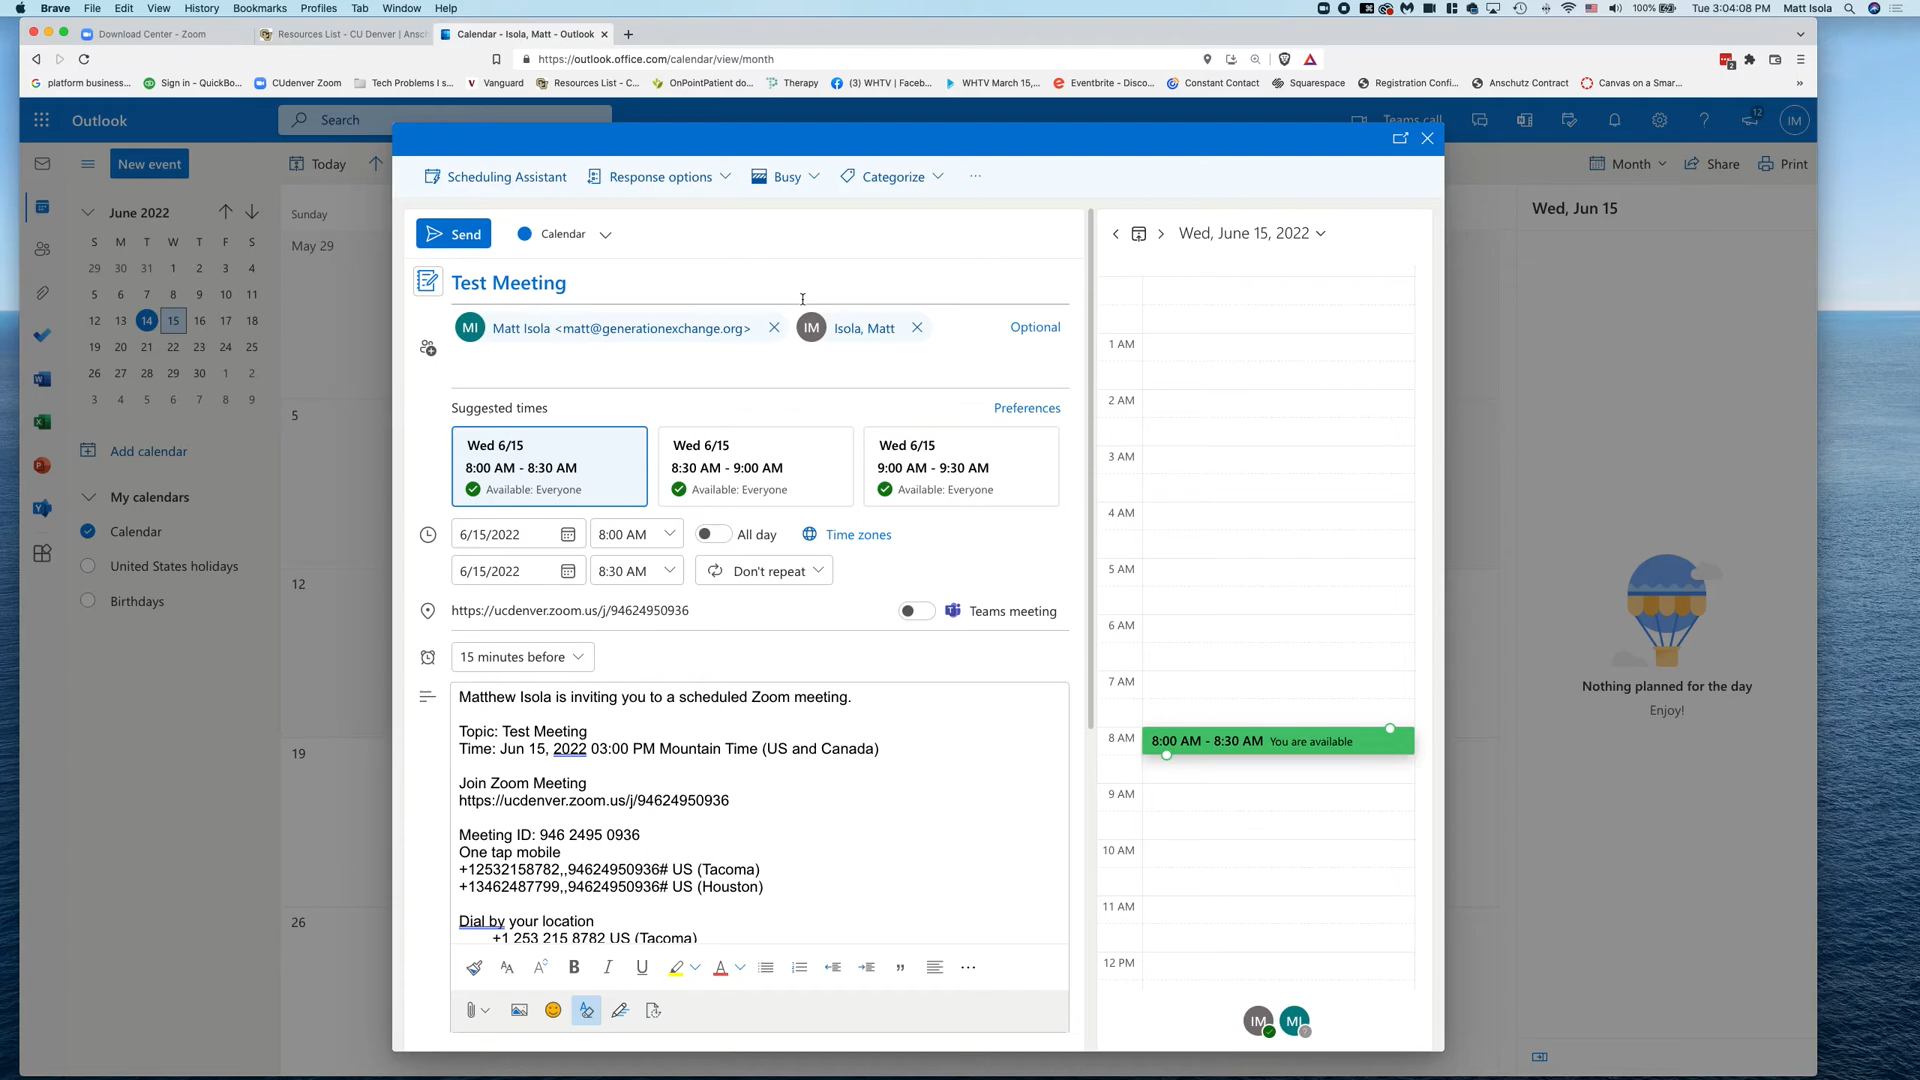 Brave File Edit View History Bookmarks Profiles Tab Window Help 100% Tue 3:04:08 PM Matt Isola
Download Center - Zoom Resources List - CU Denver | Ansc Calendar - Isola, Matt - Outlook
https://outlook.office.com/calendar/view/month
platform business... Sign in - QuickBo... CUdenver Zoom Tech Problems I s... Vanguard Resources List - C... OnPointPatient do... Therapy (3) WHTV | Faceb... WHTV March 15,... Eventbrite - Disco... Constant Contact Squarespace Registration Confi... Anschutz Contract Canvas on a Smar... »
Outlook Search Teams call 12 IM
New event Today Month Share Print
Scheduling Assistant Response options Busy Categorize ...
June 2022
S M T W T F S
29 30 31 1 2 3 4
5 6 7 8 9 10 11
12 13 14 15 16 17 18
19 20 21 22 23 24 25
26 27 28 29 30 1 2
3 4 5 6 7 8 9
Add calendar
My calendars
Calendar
United States holidays
Birthdays
Sunday
May 29
5
12
19
26
Send Calendar
Test Meeting
MI Matt Isola <matt@generationexchange.org> IM Isola, Matt Optional
Suggested times Preferences
Wed 6/15 Wed 6/15 Wed 6/15
8:00 AM - 8:30 AM 8:30 AM - 9:00 AM 9:00 AM - 9:30 AM
Available: Everyone Available: Everyone Available: Everyone
6/15/2022 8:00 AM All day Time zones
6/15/2022 8:30 AM Don't repeat
https://ucdenver.zoom.us/j/94624950936 Teams meeting
15 minutes before
Matthew Isola is inviting you to a scheduled Zoom meeting.
Topic: Test Meeting
Time: Jun 15, 2022 03:00 PM Mountain Time (US and Canada)
Join Zoom Meeting
https://ucdenver.zoom.us/j/94624950936
Meeting ID: 946 2495 0936
One tap mobile
+12532158782,,94624950936# US (Tacoma)
+13462487799,,94624950936# US (Houston)
Dial by your location
+1 253 215 8782 US (Tacoma)
B I U A
Wed, June 15, 2022
1 AM
2 AM
3 AM
4 AM
5 AM
6 AM
7 AM
8 AM 8:00 AM - 8:30 AM You are available
9 AM
10 AM
11 AM
12 PM
IM MI
Wed, Jun 15
Nothing planned for the day
Enjoy!